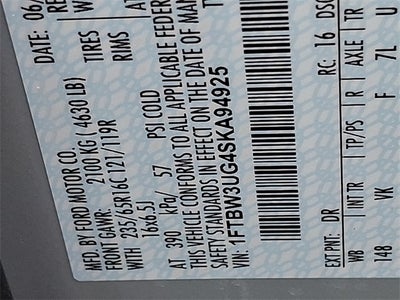 MFD. BY FORD MOTOR CO.
DATE: 06
FRONT GAWR:
2100 KG (4630 LB)
WITH 235/65R16C 121/119R
TIRES
16x6.5J
RIMS
AT 390 kPa/ 57 PSI COLD
THIS VEHICLE CONFORMS TO ALL APPLICABLE FEDER
SAFETY STANDARDS IN EFFECT ON THE DATE OF MAN
VIN: 1FTBW3UG4SKA94925
EXT PNT: DR
RC: 16
DSO
WB
INT TR
TP/PS
R
AXLE
TR
148
VK
F
7L
U